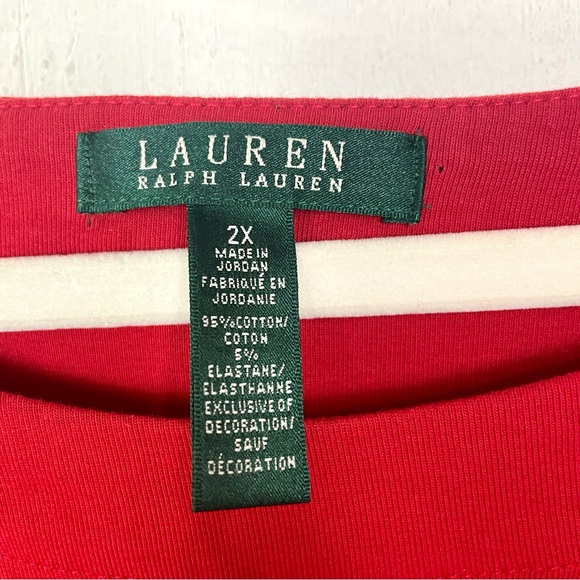 LAUREN
RALPH LAUREN
2X
MADE IN
JORDAN
FABRIQUÉ EN
JORDANIE
95%COTTON/
COTON
5%
ELASTANE/
ELASTHANNE
EXCLUSIVE OF
DECORATION/
SAUF
DÉCORATION